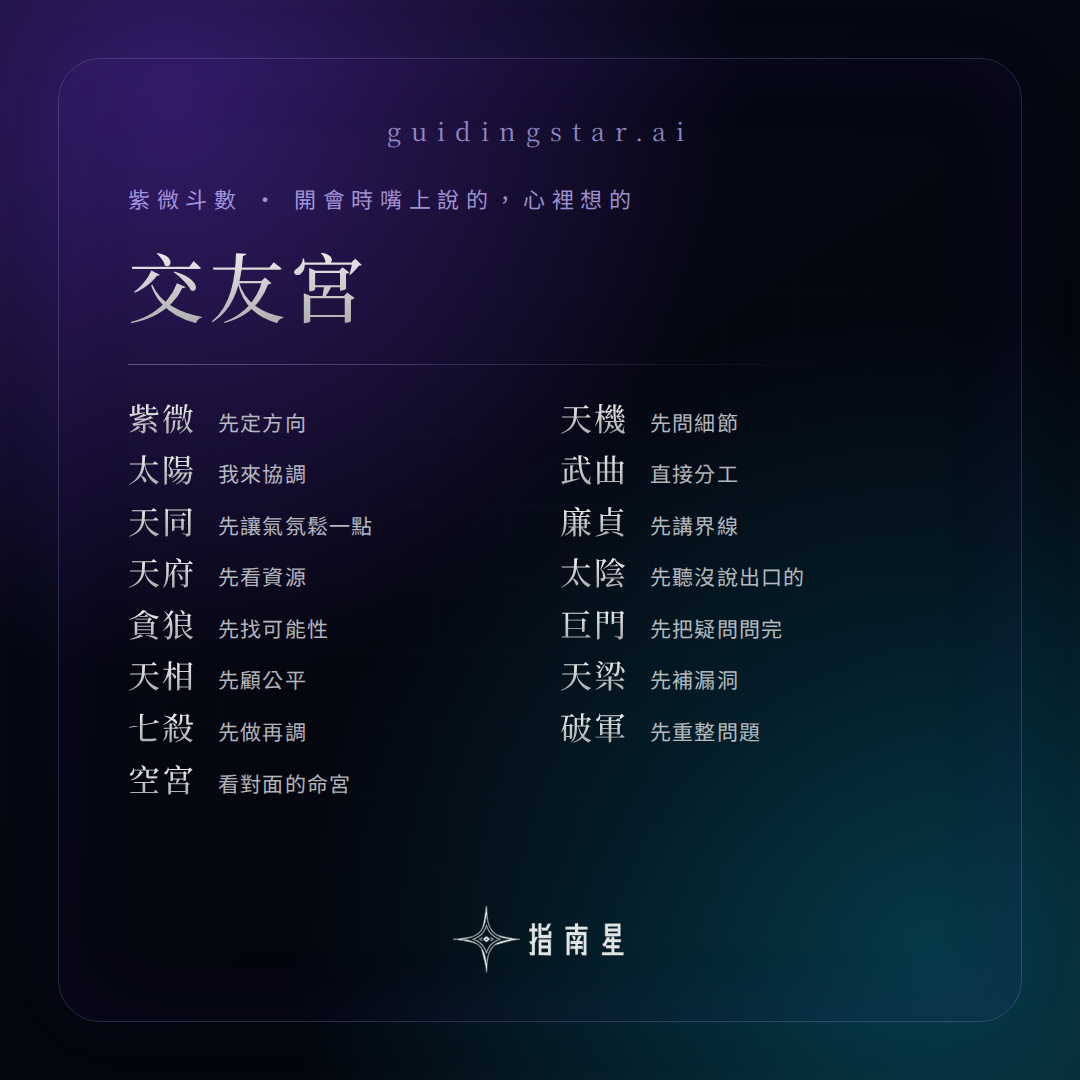 guidingstar.ai
紫微斗數 · 開會時嘴上說的，心裡想的
交友宮
紫微 先定方向
天機 先問細節
太陽 我來協調
武曲 直接分工
天同 先讓氣氛鬆一點
廉貞 先講界線
天府 先看資源
太陰 先聽沒說出口的
貪狼 先找可能性
巨門 先把疑問問完
天相 先顧公平
天梁 先補漏洞
七殺 先做再調
破軍 先重整問題
空宮 看對面的命宮
指南星